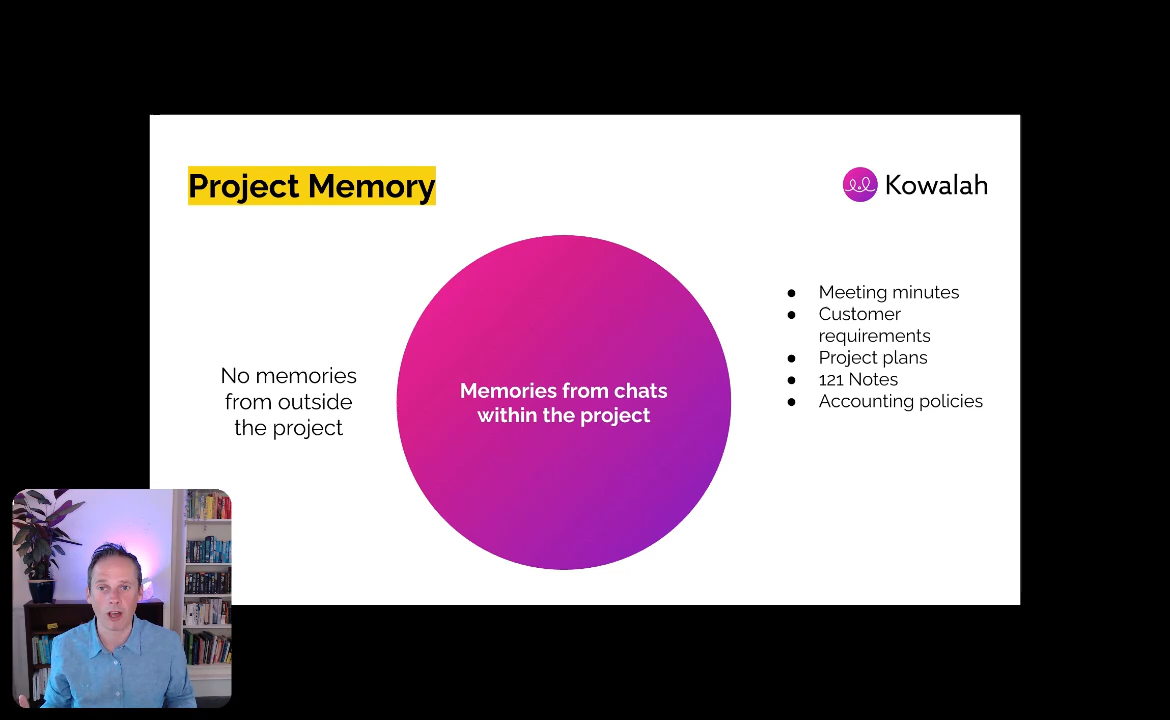 Project Memory
Kowalah
No memories
from outside
the project
Memories from chats
within the project
● Meeting minutes
● Customer
requirements
● Project plans
● 121 Notes
● Accounting policies